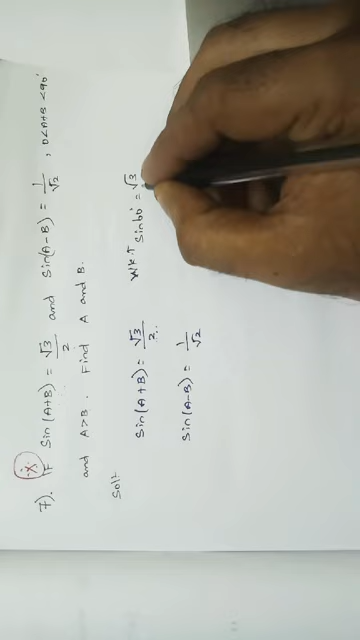 7). * If sin(A+B) = √3/2 and sin(A-B) = 1/√2 ; 0<A+B<90°
and A>B. Find A and B.
Sol:
sin(A+B) = √3/2 W.K.T sin60° = √3
sin(A-B) = 1/√2